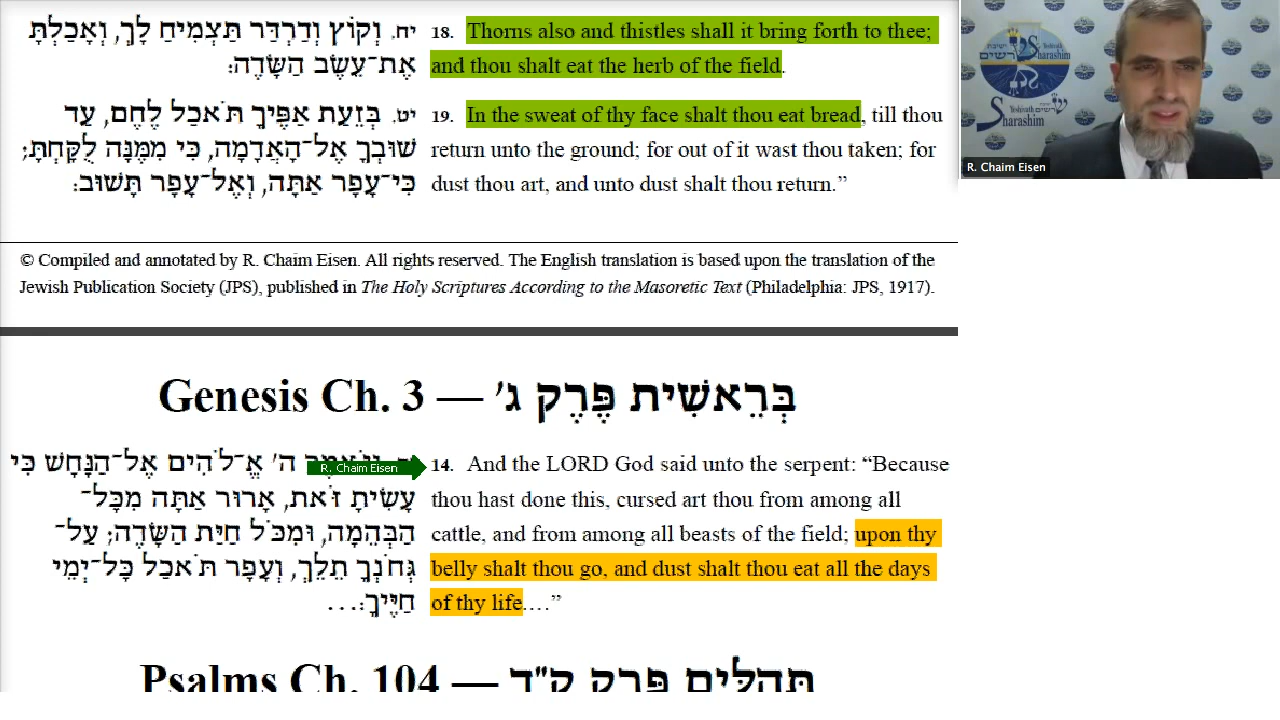 יח. וְקוֹץ וְדַרְדַּר תַּצְמִיחַ לָךְ, וְאָכַלְתָּ
אֶת־עֵשֶׂב הַשָּׂדֶה:
18. Thorns also and thistles shall it bring forth to thee;
and thou shalt eat the herb of the field.
יט. בְּזֵעַת אַפֶּיךָ תֹּאכַל לֶחֶם, עַד
שׁוּבְךָ אֶל־הָאֲדָמָה, כִּי מִמֶּנָּה לֻקָּחְתָּ;
כִּי־עָפָר אַתָּה, וְאֶל־עָפָר תָּשׁוּב:
19. In the sweat of thy face shalt thou eat bread, till thou
return unto the ground; for out of it wast thou taken; for
dust thou art, and unto dust shalt thou return.”
© Compiled and annotated by R. Chaim Eisen. All rights reserved. The English translation is based upon the translation of the
Jewish Publication Society (JPS), published in The Holy Scriptures According to the Masoretic Text (Philadelphia: JPS, 1917).
Genesis Ch. 3 — בְּרֵאשִׁית פֶּרֶק ג'
ה' אֱ־לֹהִים אֶל־הַנָּחָשׁ כִּי
עָשִׂיתָ זֹּאת, אָרוּר אַתָּה מִכָּל־
הַבְּהֵמָה, וּמִכֹּל חַיַּת הַשָּׂדֶה; עַל־
גְּחֹנְךָ תֵלֵךְ, וְעָפָר תֹּאכַל כָּל־יְמֵי
חַיֶּיךָ:...
R. Chaim Eisen
14. And the LORD God said unto the serpent: “Because
thou hast done this, cursed art thou from among all
cattle, and from among all beasts of the field; upon thy
belly shalt thou go, and dust shalt thou eat all the days
of thy life....”
Psalms Ch. 104 — תְּהִלִּים פֶּרֶק ק"ד
ישיבת
שרשים
Yeshivath
Sharashim
Yeshivath
Sharashim
R. Chaim Eisen